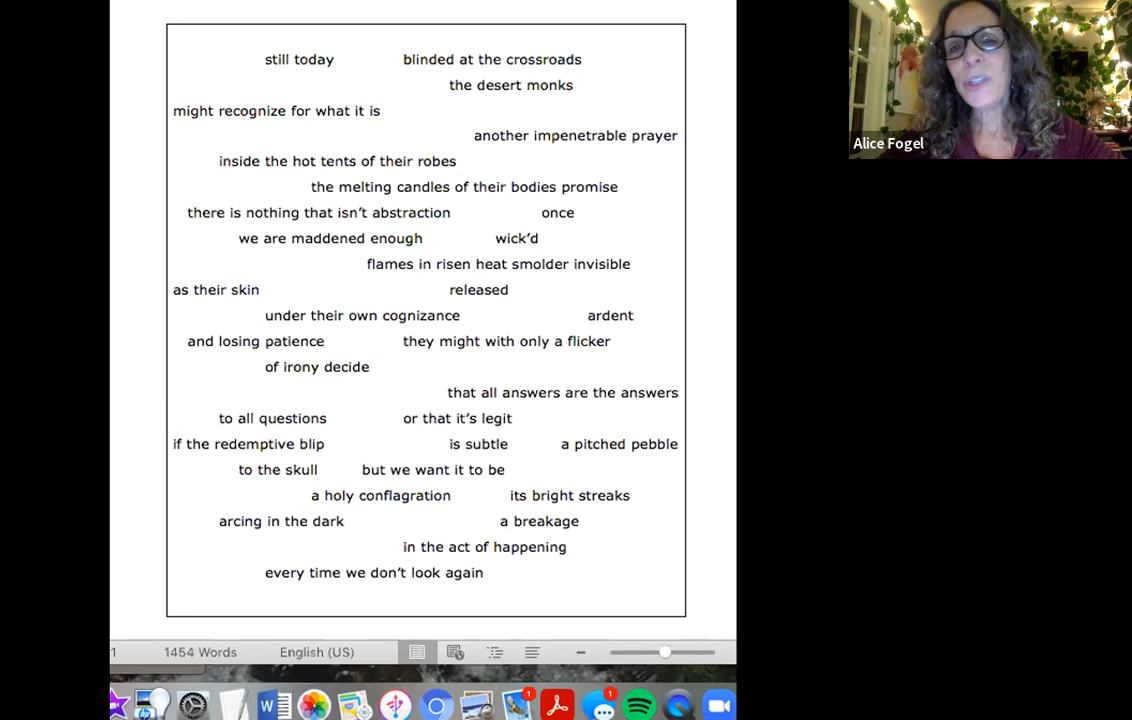 still today blinded at the crossroads
the desert monks
might recognize for what it is
another impenetrable prayer
inside the hot tents of their robes
the melting candles of their bodies promise
there is nothing that isn't abstraction once
we are maddened enough wick'd
flames in risen heat smolder invisible
as their skin released
under their own cognizance ardent
and losing patience they might with only a flicker
of irony decide
that all answers are the answers
to all questions or that it's legit
if the redemptive blip is subtle a pitched pebble
to the skull but we want it to be
a holy conflagration its bright streaks
arcing in the dark a breakage
in the act of happening
every time we don't look again
1 1454 Words English (US)
W 1 1
Alice Fogel